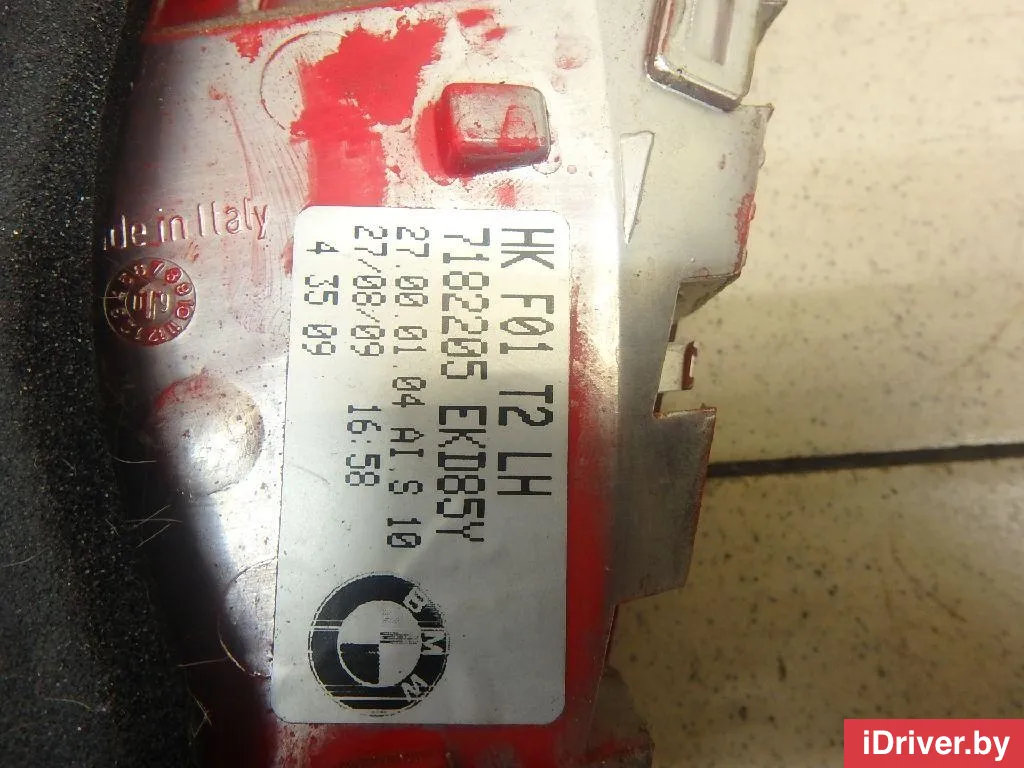 in Italy
HK F01 T2 LH
7182205 EKD85Y
27.00.01.04 AI.S 10
27/08/09 16:58
4 35 09
BMW
iDriver.by